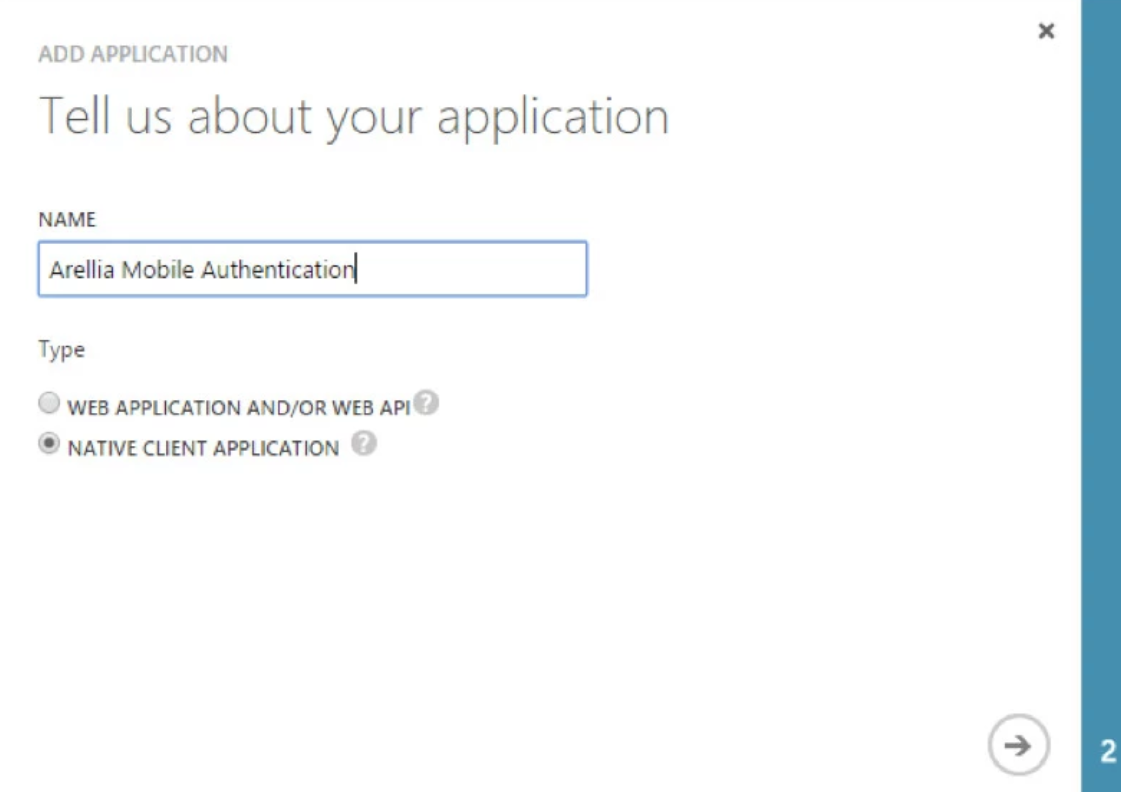 ADD APPLICATION
Tell us about your application
NAME
Arellia Mobile Authentication
Type
WEB APPLICATION AND/OR WEB API ?
NATIVE CLIENT APPLICATION ?
2